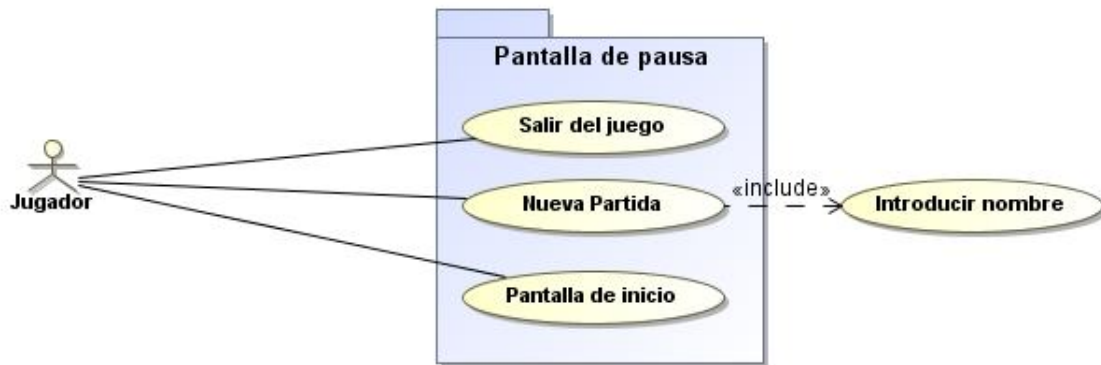 Pantalla de pausa
Salir del juego
Jugador
Nueva Partida
«include»
Introducir nombre
Pantalla de inicio